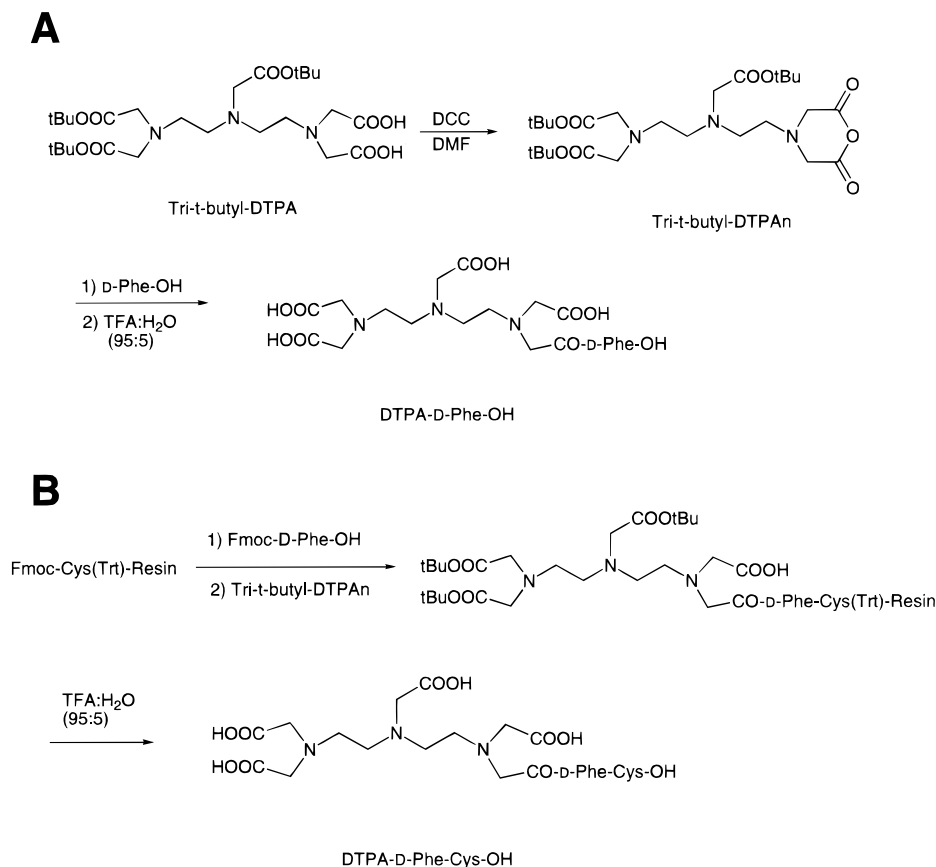 A
COOtBu
tBuOOC
N
N
N
COOH
tBuOOC
COOH
Tri-t-butyl-DTPA
DCC
DMF
COOtBu
O
tBuOOC
N
N
N
O
tBuOOC
O
Tri-t-butyl-DTPAn
1) D-Phe-OH
2) TFA:H2O
(95:5)
COOH
HOOC
N
N
N
COOH
HOOC
CO-D-Phe-OH
DTPA-D-Phe-OH
B
Fmoc-Cys(Trt)-Resin
1) Fmoc-D-Phe-OH
2) Tri-t-butyl-DTPAn
COOtBu
tBuOOC
N
N
N
COOH
tBuOOC
CO-D-Phe-Cys(Trt)-Resin
TFA:H2O
(95:5)
COOH
HOOC
N
N
N
COOH
HOOC
CO-D-Phe-Cys-OH
DTPA-D-Phe-Cys-OH